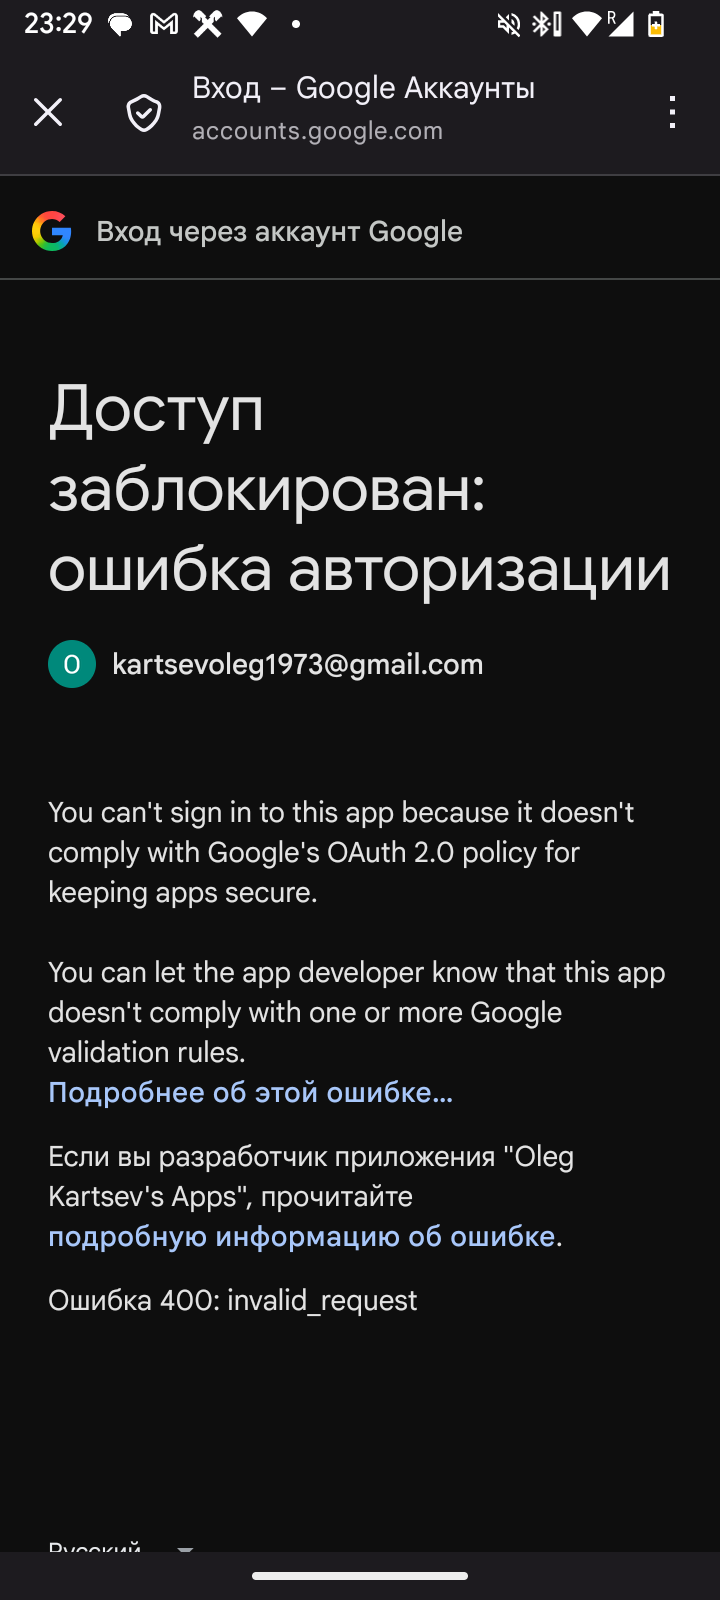 23:29
R
Вход – Google Аккаунты
accounts.google.com
Вход через аккаунт Google
Доступ
заблокирован:
ошибка авторизации
O kartsevoleg1973@gmail.com
You can't sign in to this app because it doesn't
comply with Google's OAuth 2.0 policy for
keeping apps secure.
You can let the app developer know that this app
doesn't comply with one or more Google
validation rules.
Подробнее об этой ошибке…
Если вы разработчик приложения "Oleg
Kartsev's Apps", прочитайте
подробную информацию об ошибке.
Ошибка 400: invalid_request
Русский